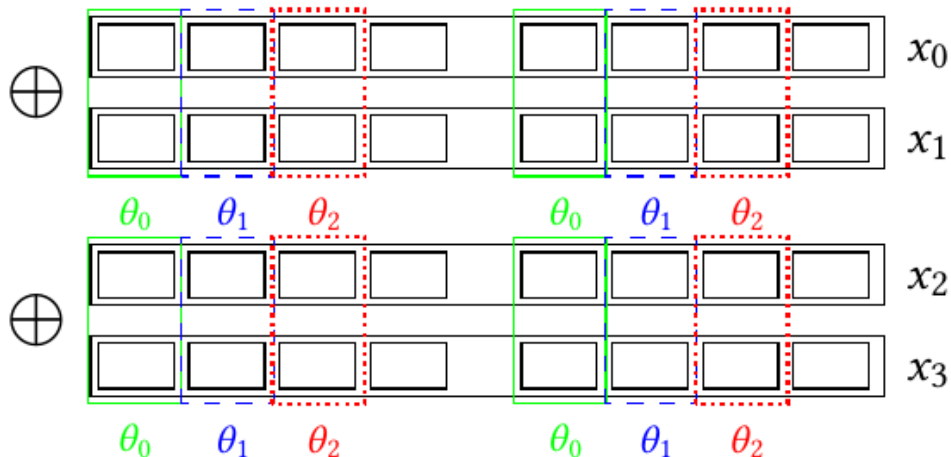 x₀
⊕
x₁
θ₀ θ₁ θ₂ θ₀ θ₁ θ₂
x₂
⊕
x₃
θ₀ θ₁ θ₂ θ₀ θ₁ θ₂